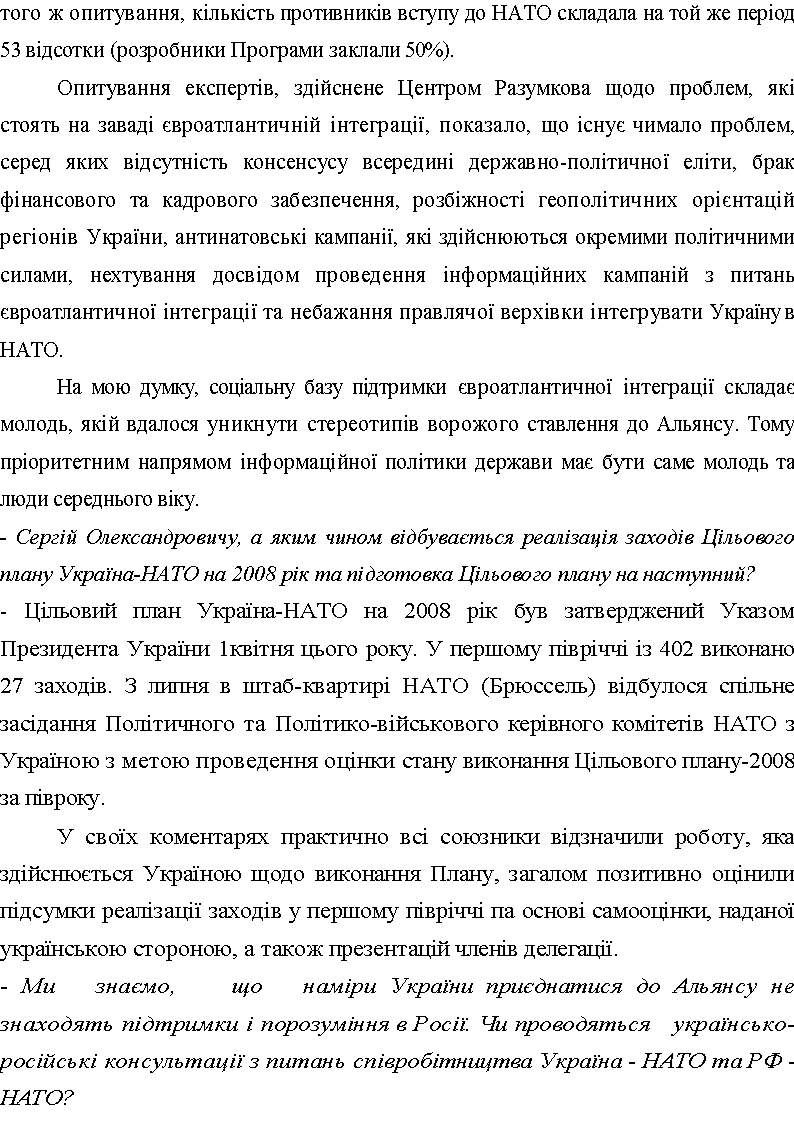 того ж опитування, кількість противників вступу до НАТО складала на той же період
53 відсотки (розробники Програми заклали 50%).
Опитування експертів, здійснене Центром Разумкова щодо проблем, які
стоять на заваді євроатлантичній інтеграції, показало, що існує чимало проблем,
серед яких відсутність консенсусу всередині державно-політичної еліти, брак
фінансового та кадрового забезпечення, розбіжності геополітичних орієнтацій
регіонів України, антинатовські кампанії, які здійснюються окремими політичними
силами, нехтування досвідом проведення інформаційних кампаній з питань
євроатлантичної інтеграції та небажання правлячої верхівки інтегрувати Україну в
НАТО.
На мою думку, соціальну базу підтримки євроатлантичної інтеграції складає
молодь, якій вдалося уникнути стереотипів ворожого ставлення до Альянсу. Тому
пріоритетним напрямом інформаційної політики держави має бути саме молодь та
люди середнього віку.
- Сергій Олександровичу, а яким чином відбувається реалізація заходів Цільового
плану Україна-НАТО на 2008 рік та підготовка Цільового плану на наступний?
- Цільовий план Україна-НАТО на 2008 рік був затверджений Указом
Президента України 1квітня цього року. У першому півріччі із 402 виконано
27 заходів. З липня в штаб-квартирі НАТО (Брюссель) відбулося спільне
засідання Політичного та Політико-військового керівного комітетів НАТО з
Україною з метою проведення оцінки стану виконання Цільового плану-2008
за півроку.
У своїх коментарях практично всі союзники відзначили роботу, яка
здійснюється Україною щодо виконання Плану, загалом позитивно оцінили
підсумки реалізації заходів у першому півріччі па основі самооцінки, наданої
українською стороною, а також презентацій членів делегації.
- Ми знаємо, що наміри України приєднатися до Альянсу не
знаходять підтримки і порозуміння в Росії. Чи проводяться українсько-
російські консультації з питань співробітництва Україна - НАТО та РФ -
НАТО?